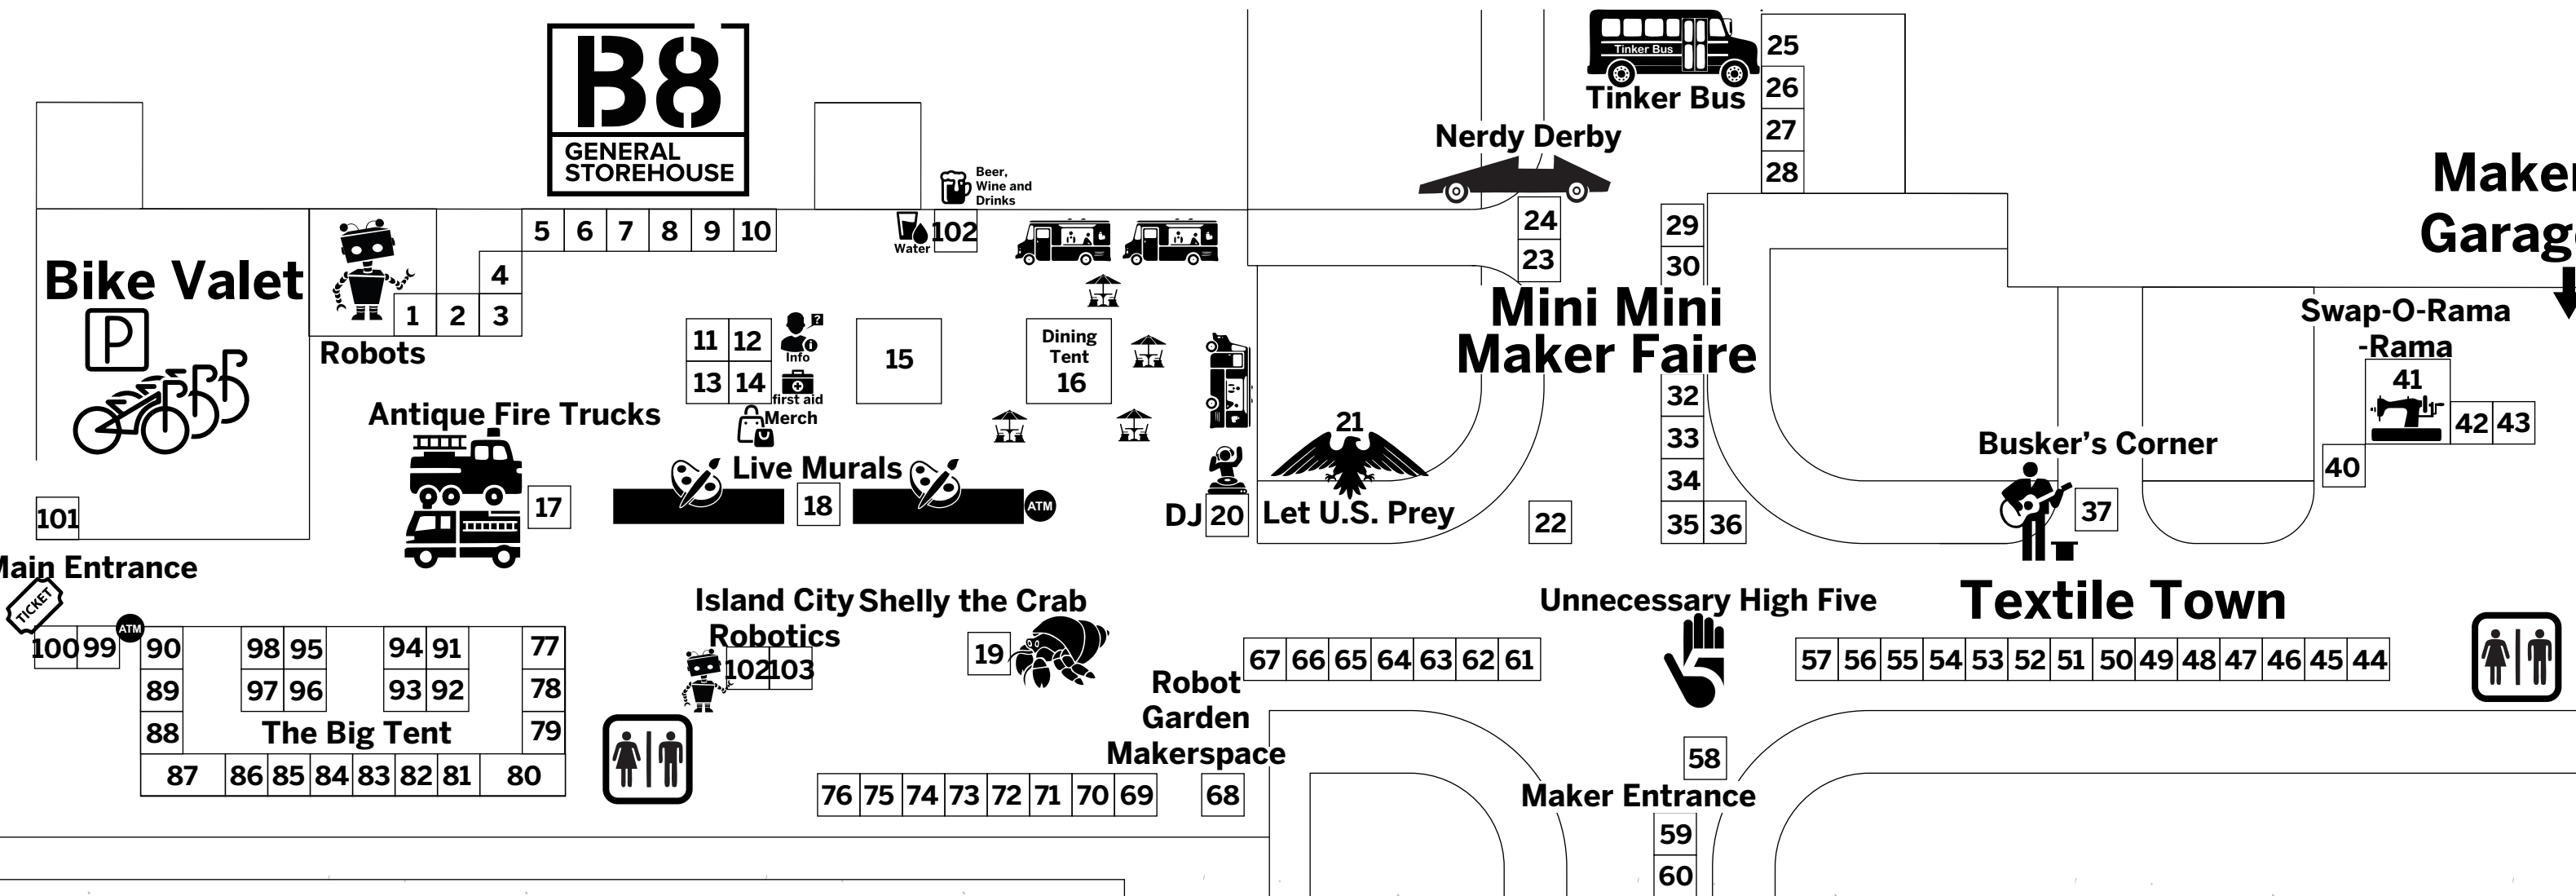 B8
GENERAL
STOREHOUSE
Tinker Bus
Tinker Bus
25
26
27
28
Nerdy Derby
24
23
29
30
Mini Mini
Maker Faire
32
33
34
35 36
22
Bike Valet
P
101
Robots
1 2 3
4
5 6 7 8 9 10
Beer,
Wine and
Drinks
Water
102
11 12
13 14
?
i
Info
first aid
Merch
15
Dining
Tent
16
Antique Fire Trucks
17
Live Murals
18
ATM
DJ 20
21
Let U.S. Prey
Swap-O-Rama
-Rama
41
42 43
40
Busker's Corner
37
Textile Town
Main Entrance
TICKET
ATM
100 99
90
89
88
98 95
97 96
94 91
93 92
77
78
79
The Big Tent
87 86 85 84 83 82 81 80
Island City
Robotics
102 103
Shelly the Crab
19
Robot
Garden
Makerspace
67 66 65 64 63 62 61
76 75 74 73 72 71 70 69 68
Unnecessary High Five
5
57 56 55 54 53 52 51 50 49 48 47 46 45 44
58
Maker Entrance
59
60